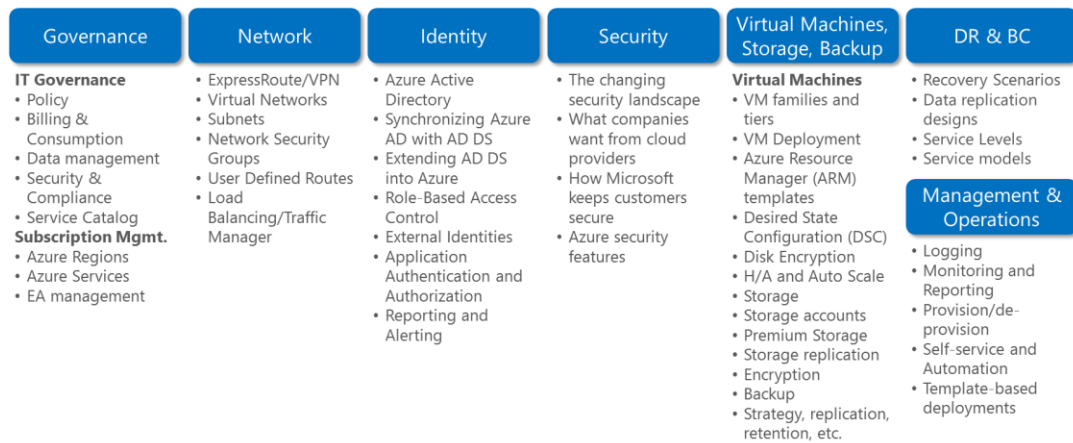 Governance
IT Governance
• Policy
• Billing &
Consumption
• Data management
• Security &
Compliance
• Service Catalog
Subscription Mgmt.
• Azure Regions
• Azure Services
• EA management
Network
• ExpressRoute/VPN
• Virtual Networks
• Subnets
• Network Security
Groups
• User Defined Routes
• Load
Balancing/Traffic
Manager
Identity
• Azure Active
Directory
• Synchronizing Azure
AD with AD DS
• Extending AD DS
into Azure
• Role-Based Access
Control
• External Identities
• Application
Authentication and
Authorization
• Reporting and
Alerting
Security
• The changing
security landscape
• What companies
want from cloud
providers
• How Microsoft
keeps customers
secure
• Azure security
features
Virtual Machines,
Storage, Backup
Virtual Machines
• VM families and
tiers
• VM Deployment
• Azure Resource
Manager (ARM)
templates
• Desired State
Configuration (DSC)
• Disk Encryption
• H/A and Auto Scale
• Storage
• Storage accounts
• Premium Storage
• Storage replication
• Encryption
• Backup
• Strategy, replication,
retention, etc.
DR & BC
• Recovery Scenarios
• Data replication
designs
• Service Levels
• Service models
Management &
Operations
• Logging
• Monitoring and
Reporting
• Provision/de-
provision
• Self-service and
Automation
• Template-based
deployments